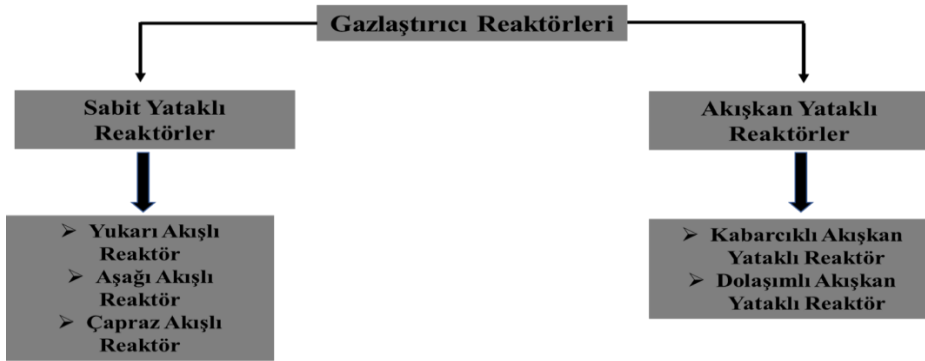 Gazlaştırıcı Reaktörleri
Sabit Yataklı
Reaktörler
Akışkan Yataklı
Reaktörler
➢ Yukarı Akışlı
Reaktör
➢ Aşağı Akışlı
Reaktör
➢ Çapraz Akışlı
Reaktör
➢ Kabarcıklı Akışkan
Yataklı Reaktör
➢ Dolaşımlı Akışkan
Yataklı Reaktör